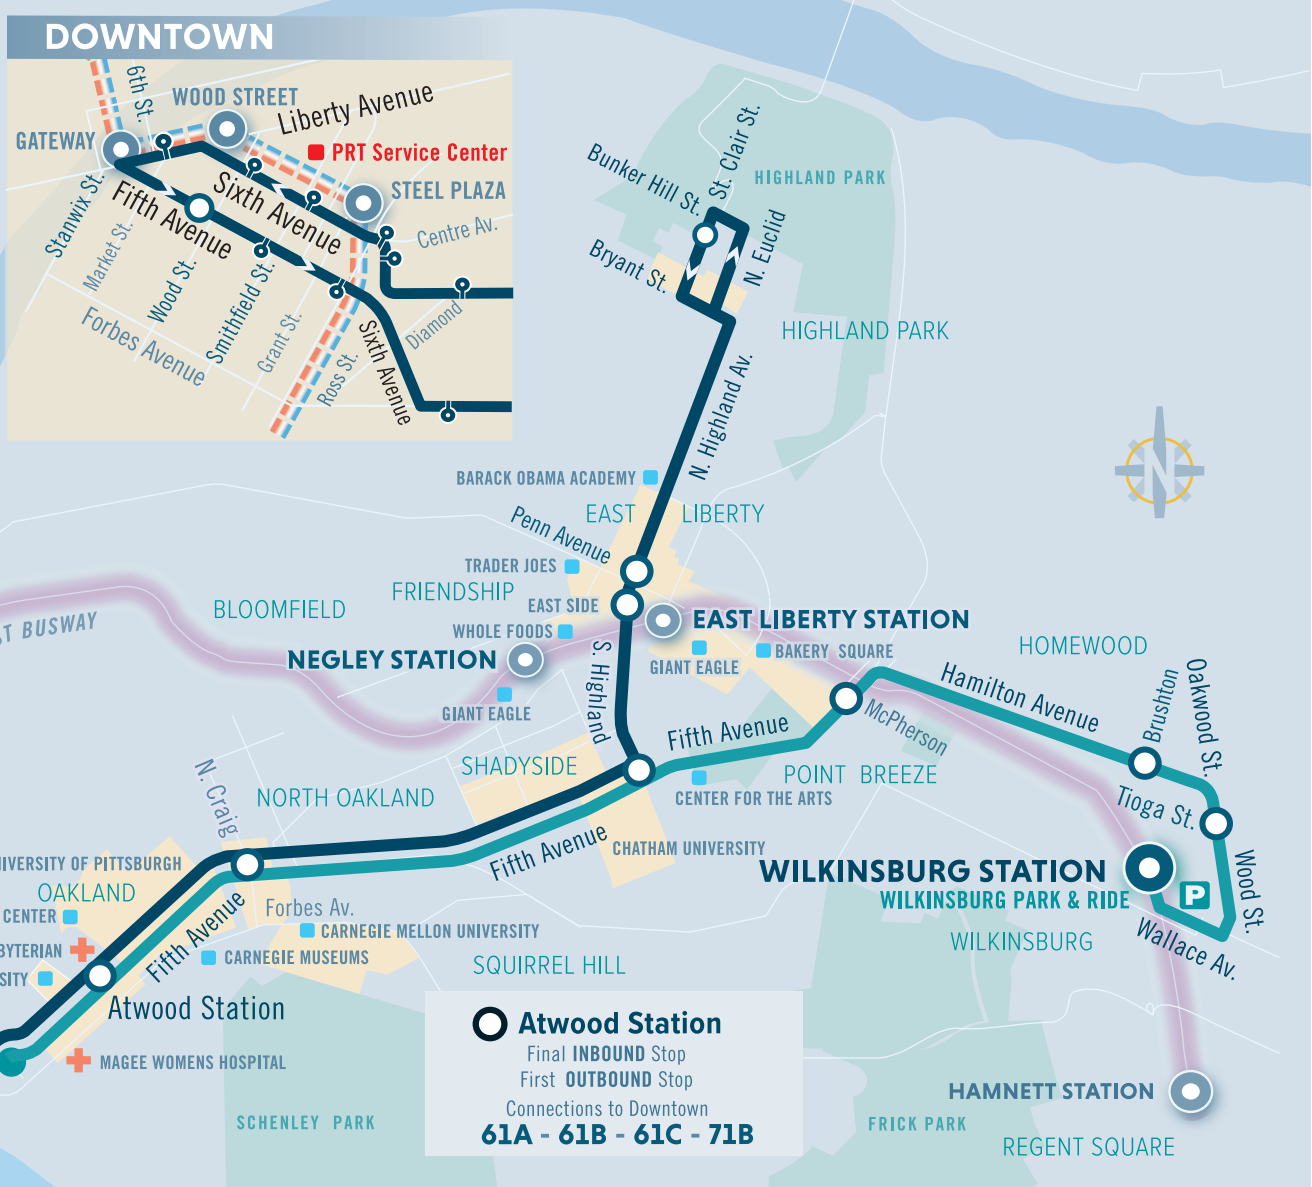 DOWNTOWN
6th St.
WOOD STREET
Liberty Avenue
GATEWAY
PRT Service Center
STEEL PLAZA
Stanwix St.
Fifth Avenue
Sixth Avenue
Centre Av.
Market St.
Wood St.
Smithfield St.
Forbes Avenue
Grant St.
Ross St.
Sixth Avenue
Diamond
St. Clair St.
Bunker Hill St.
HIGHLAND PARK
N. Euclid
Bryant St.
HIGHLAND PARK
N. Highland Av.
N
BARACK OBAMA ACADEMY
EAST LIBERTY
Penn Avenue
TRADER JOES
FRIENDSHIP
BLOOMFIELD
EAST SIDE
ST BUSWAY
WHOLE FOODS
EAST LIBERTY STATION
NEGLEY STATION
GIANT EAGLE
BAKERY SQUARE
HOMEWOOD
GIANT EAGLE
S. Highland
Hamilton Avenue
Brushton
Oakwood St.
McPherson
Fifth Avenue
SHADYSIDE
POINT BREEZE
N. Craig
NORTH OAKLAND
CENTER FOR THE ARTS
Tioga St.
Fifth Avenue
CHATHAM UNIVERSITY
IVERSITY OF PITTSBURGH
WILKINSBURG STATION
P
Wood St.
OAKLAND
WILKINSBURG PARK & RIDE
CENTER
Forbes Av.
Fifth Avenue
CARNEGIE MELLON UNIVERSITY
WILKINSBURG
Wallace Av.
BYTERIAN
CARNEGIE MUSEUMS
SQUIRREL HILL
SITY
Atwood Station
Atwood Station
Final INBOUND Stop
First OUTBOUND Stop
Connections to Downtown
61A - 61B - 61C - 71B
MAGEE WOMENS HOSPITAL
HAMNETT STATION
SCHENLEY PARK
FRICK PARK
REGENT SQUARE